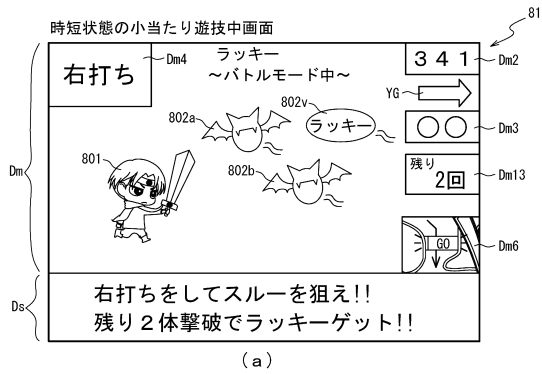 時短状態の小当たり遊技中画面
81
右打ち
Dm4
ラッキー
～バトルモード中～
341
Dm2
YG
802a
802v
ラッキー
○○
Dm3
Dm
801
802b
残り
2回
Dm13
GO
Dm6
Ds
右打ちをしてスルーを狙え!!
残り２体撃破でラッキーゲット!!
(a)